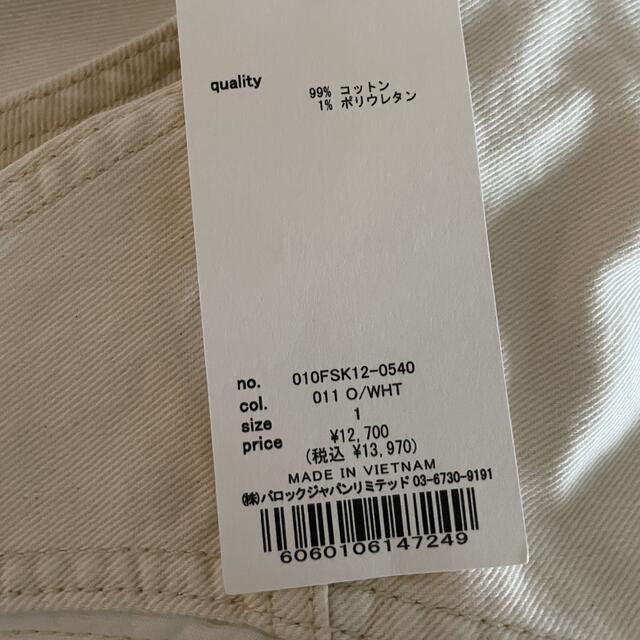 quality
99% コットン
1% ポリウレタン
no. 010FSK12-0540
col. 011 O/WHT
size 1
price ¥12,700
(税込 ¥13,970)
MADE IN VIETNAM
㈱バロックジャパンリミテッド 03-6730-9191
6060106147249